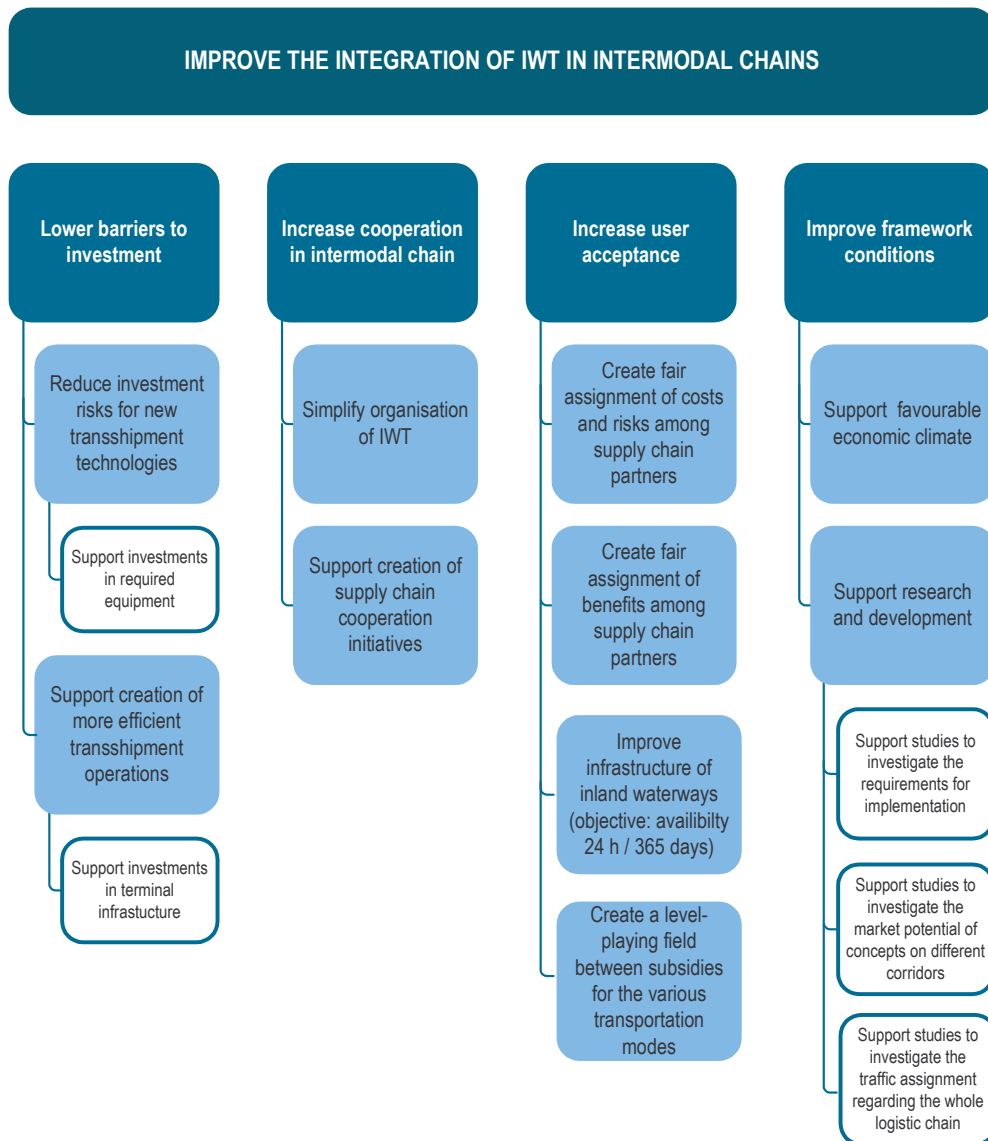 IMPROVE THE INTEGRATION OF IWT IN INTERMODAL CHAINS
Lower barriers to
investment
Reduce investment
risks for new
transshipment
technologies
Support investments
in required
equipment
Support creation of
more efficient
transshipment
operations
Support investments
in terminal
infrastucture
Increase cooperation
in intermodal chain
Simplify organisation
of IWT
Support creation of
supply chain
cooperation
initiatives
Increase user
acceptance
Create fair
assignment of costs
and risks among
supply chain
partners
Create fair
assignment of
benefits among
supply chain
partners
Improve
infrastructure of
inland waterways
(objective: availibilty
24 h / 365 days)
Create a level-
playing field
between subsidies
for the various
transportation
modes
Improve framework
conditions
Support favourable
economic climate
Support research
and development
Support studies to
investigate the
requirements for
implementation
Support studies to
investigate the
market potential of
concepts on different
corridors
Support studies to
investigate the
traffic assignment
regarding the whole
logistic chain